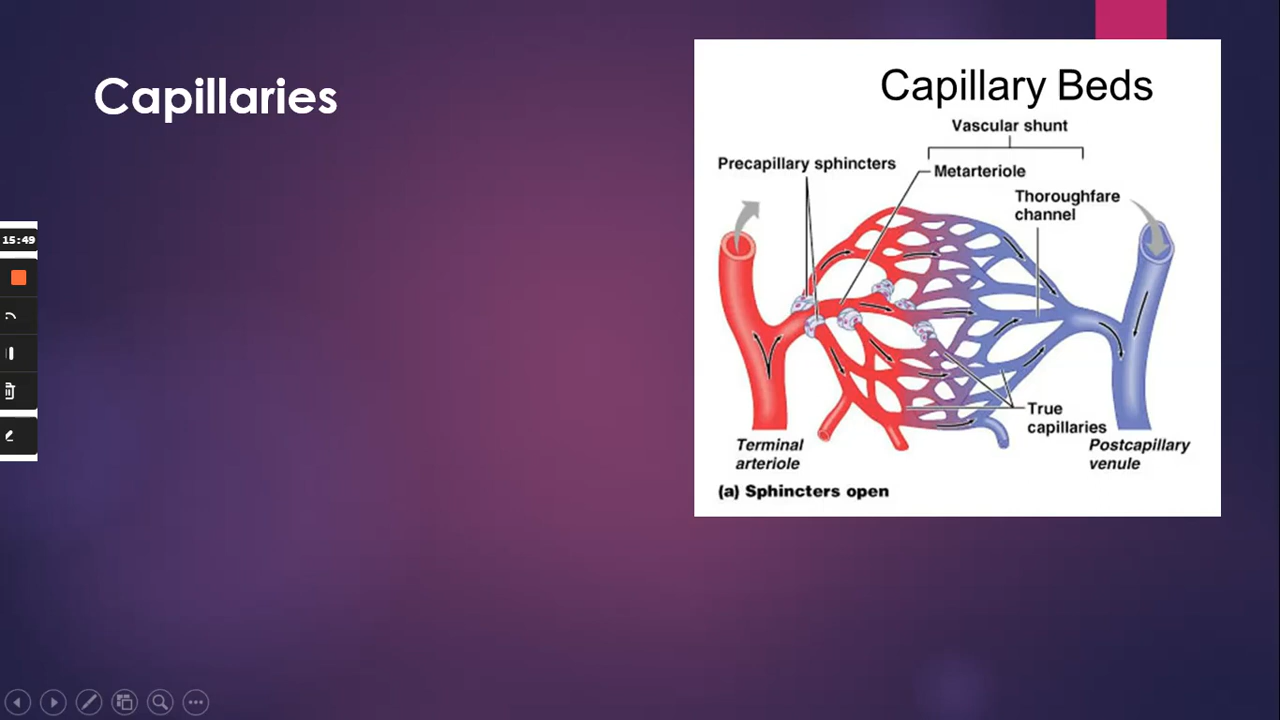 Capillaries
Capillary Beds
Vascular shunt
Precapillary sphincters
Metarteriole
Thoroughfare
channel
15:49
True
capillaries
Terminal
arteriole
Postcapillary
venule
(a) Sphincters open